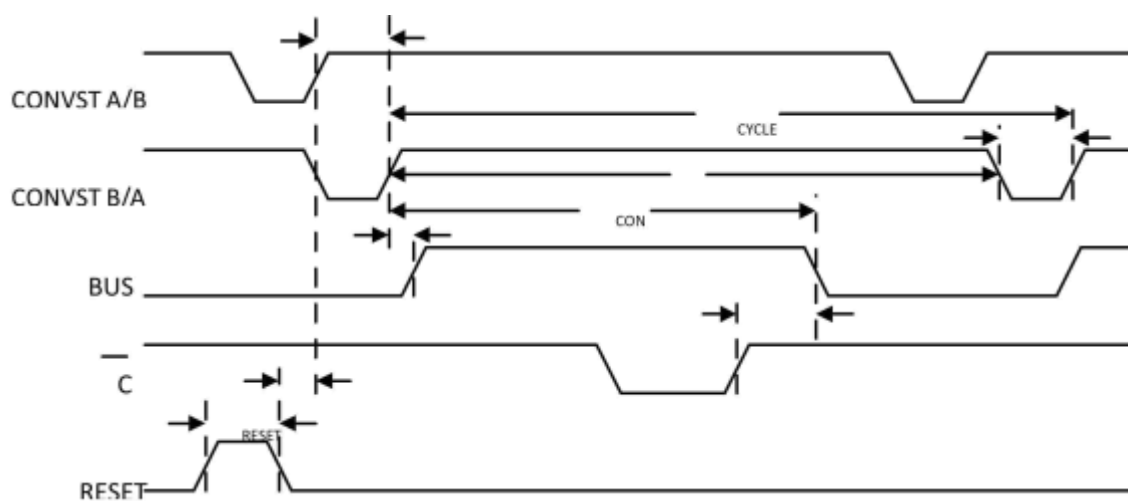 CONVST A/B
CYCLE
CONVST B/A
CON
BUS
C
RESET
RESET